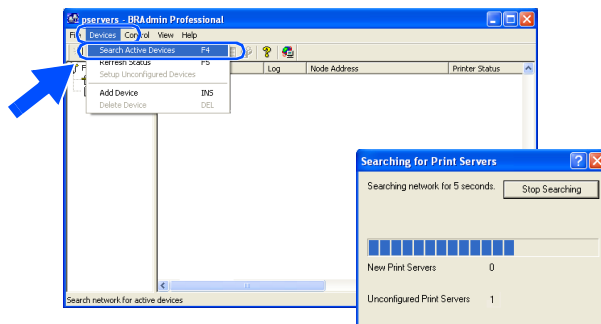 pservers - BRAdmin Professional
Devices Control View Help
Search Active Devices F4
Refresh Status F5
Setup Unconfigured Devices
Add Device INS
Delete Device DEL
Log Node Address Printer Status
Search network for active devices
Searching for Print Servers
Searching network for 5 seconds.
Stop Searching
New Print Servers 0
Unconfigured Print Servers 1